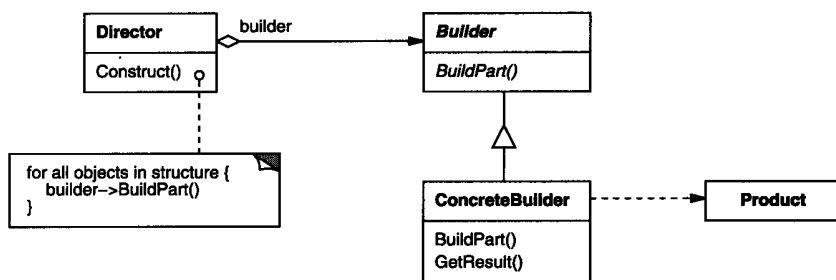 Director
Construct()
builder
Builder
BuildPart()
for all objects in structure {
builder->BuildPart()
}
ConcreteBuilder
BuildPart()
GetResult()
Product